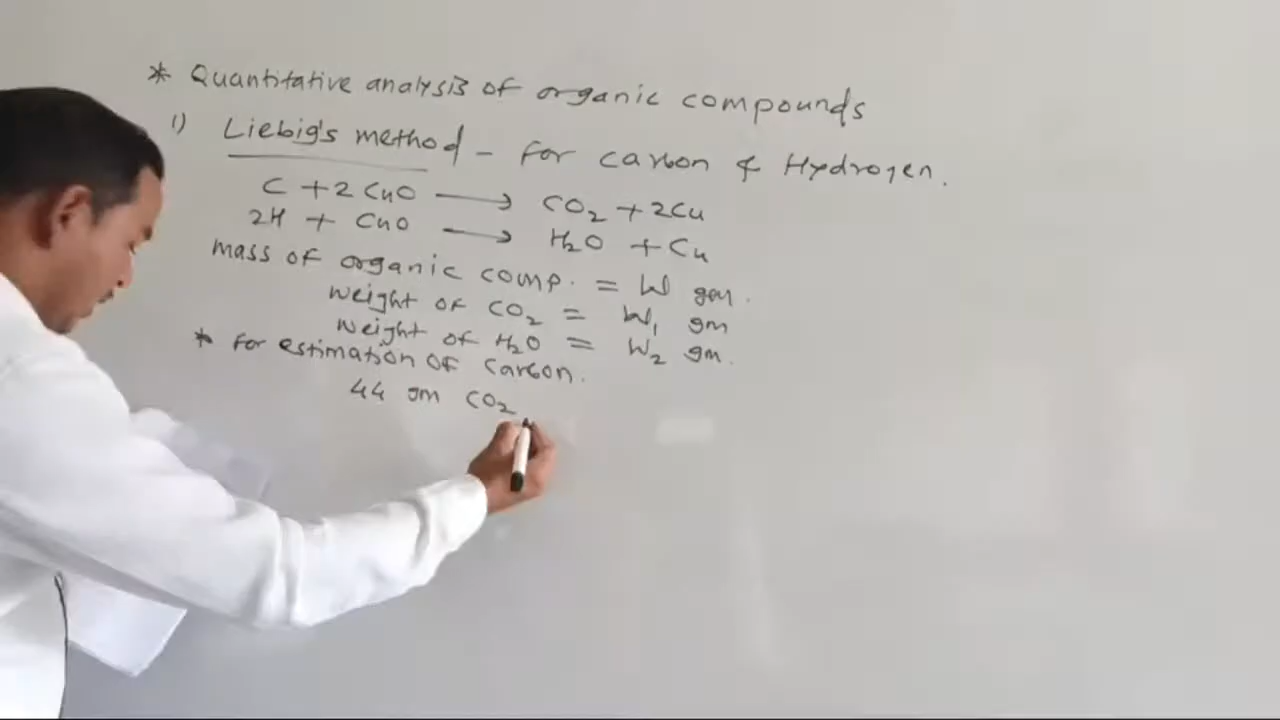 * Quantitative analysis of organic compounds
1) Liebig's method - for carbon & Hydrogen.
C + 2 CuO → CO₂ + 2Cu
2H + CuO → H₂O + Cu
mass of organic comp. = W gm.
weight of CO₂ = W₁ gm
weight of H₂O = W₂ gm.
* For estimation of carbon.
44 gm CO₂